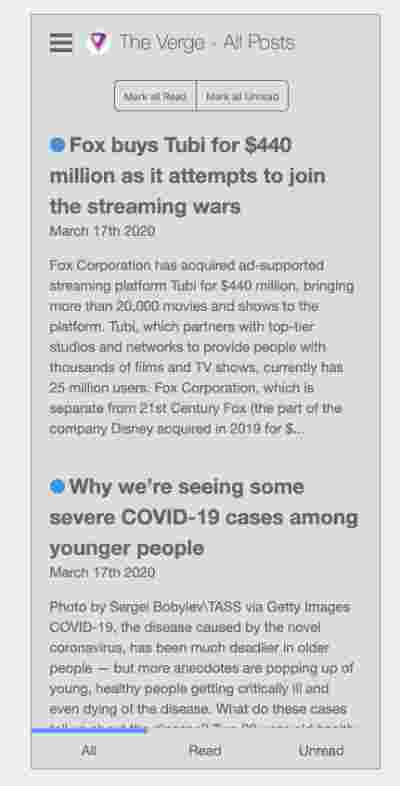 The Verge - All Posts
Mark all Read Mark all Unread
Fox buys Tubi for $440
million as it attempts to join
the streaming wars
March 17th 2020
Fox Corporation has acquired ad-supported
streaming platform Tubi for $440 million, bringing
more than 20,000 movies and shows to the
platform. Tubi, which partners with top-tier
studios and networks to provide people with
thousands of films and TV shows, currently has
25 million users. Fox Corporation, which is
separate from 21st Century Fox (the part of the
company Disney acquired in 2019 for $...
Why we're seeing some
severe COVID-19 cases among
younger people
March 17th 2020
Photo by Sergei Bobylev\TASS via Getty Images
COVID-19, the disease caused by the novel
coronavirus, has been much deadlier in older
people — but more anecdotes are popping up of
young, healthy people getting critically ill and
even dying of the disease. What do these cases
tell us about the disease? Two
All Read Unread